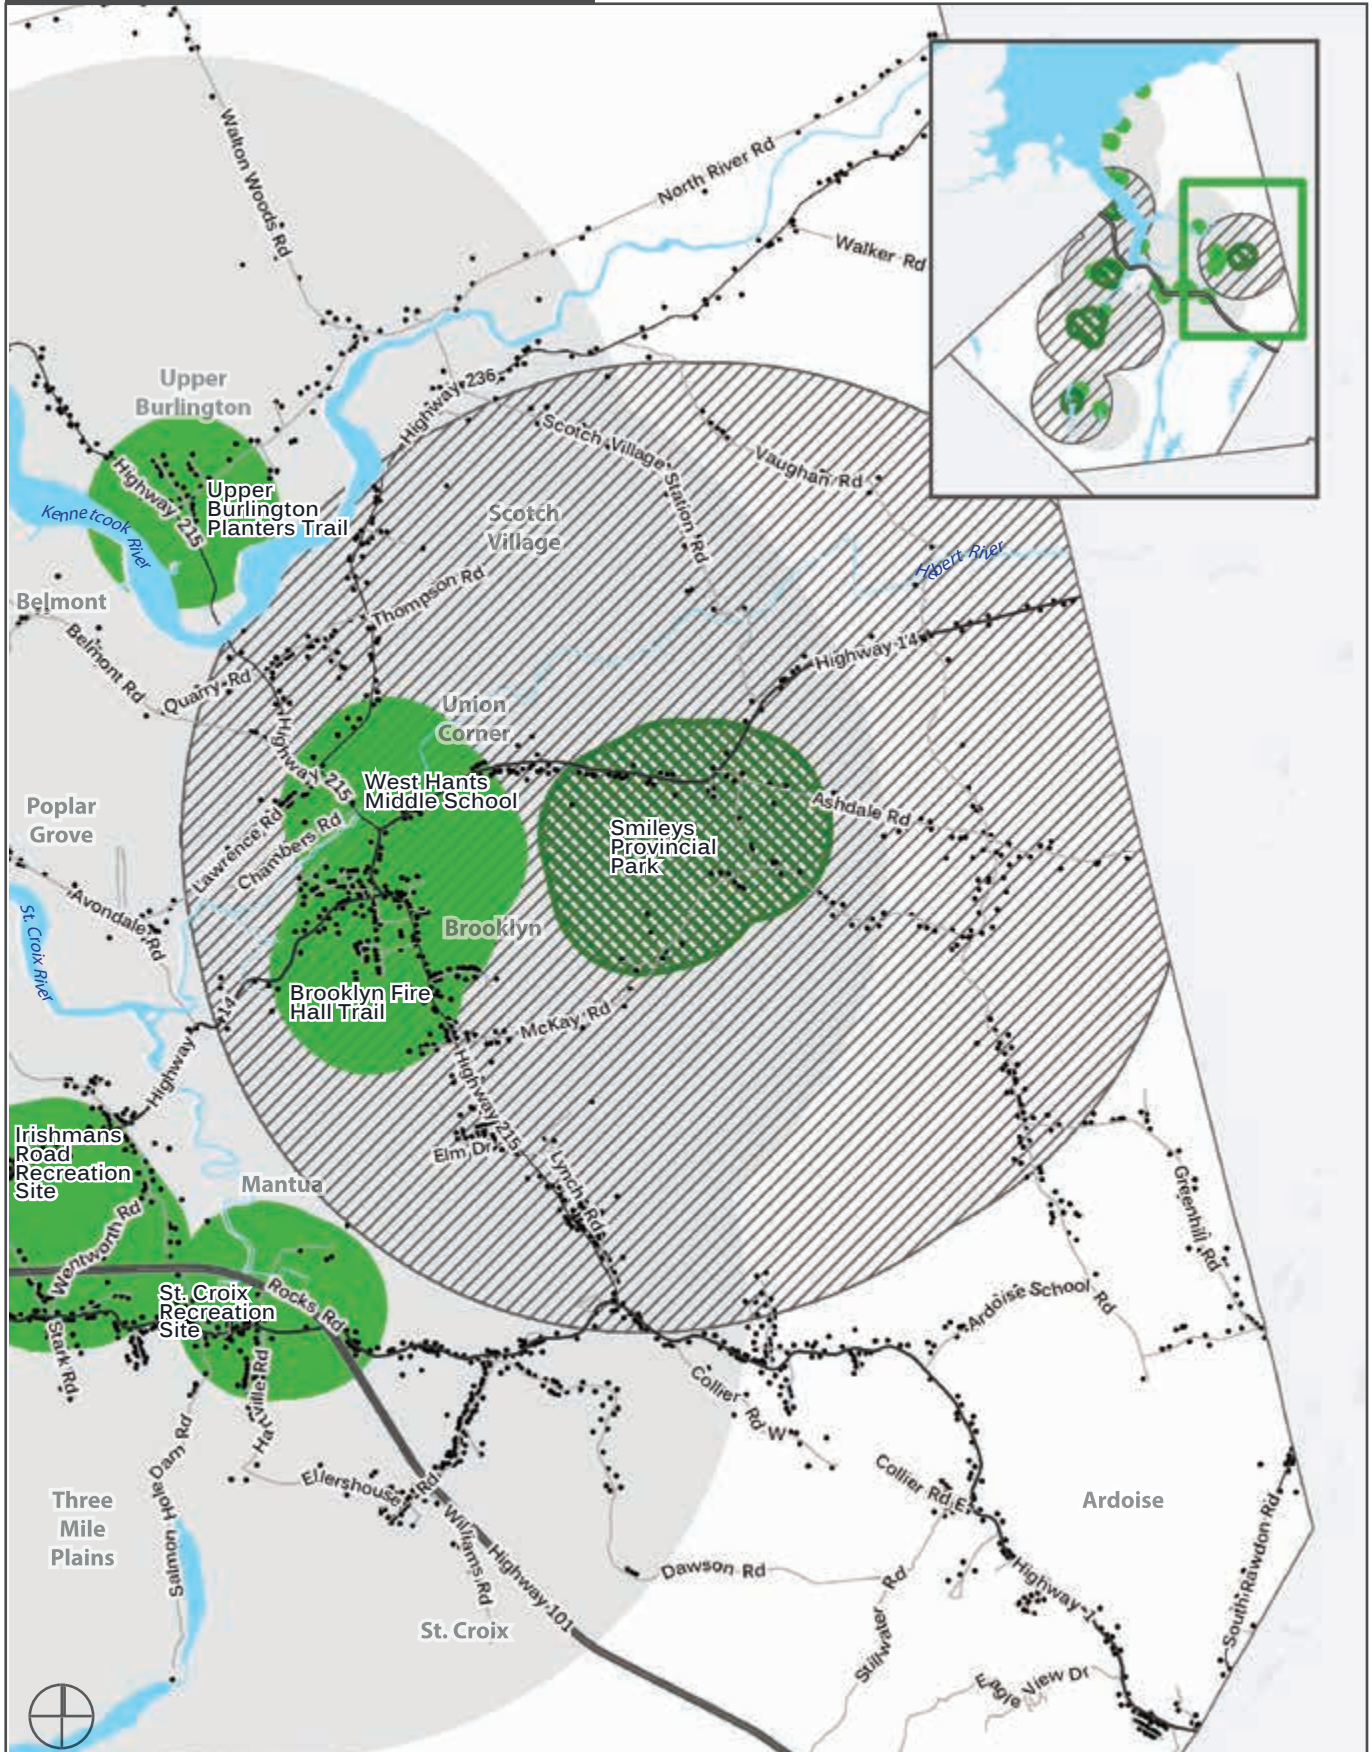 Walton Woods Rd
North River Rd
Walker Rd
Upper
Burlington
Highway 236
Scotch Village Station Rd
Vaughan Rd
Highway 215
Upper
Burlington
Planters Trail
Kennetcook River
Scotch
Village
Hebert River
Thompson Rd
Belmont
Belmont Rd
Quarry Rd
Highway 14
Union
Corner
Highway 215
West Hants
Middle School
Poplar
Grove
Lawrence Rd
Chambers Rd
Smileys
Provincial
Park
Ashdale Rd
Avondale Rd
St. Croix River
Brooklyn
Brooklyn Fire
Hall Trail
McKay Rd
Highway 14
Highway 215
Elm Dr
Lynch Rd
Irishmans
Road
Recreation
Site
Mantua
Wentworth Rd
Greenhill Rd
St. Croix
Recreation
Site
Rocks Rd
Ardoise School Rd
Stark Rd
Hartville Rd
Collier Rd W
Salmon Hole Dam Rd
Ellershouse Rd
Collier Rd E
Three
Mile
Plains
Ardoise
Williams Rd
Highway 101
Dawson Rd
Stillwater Rd
Highway 1
South Rawdon Rd
St. Croix
Eagle View Dr